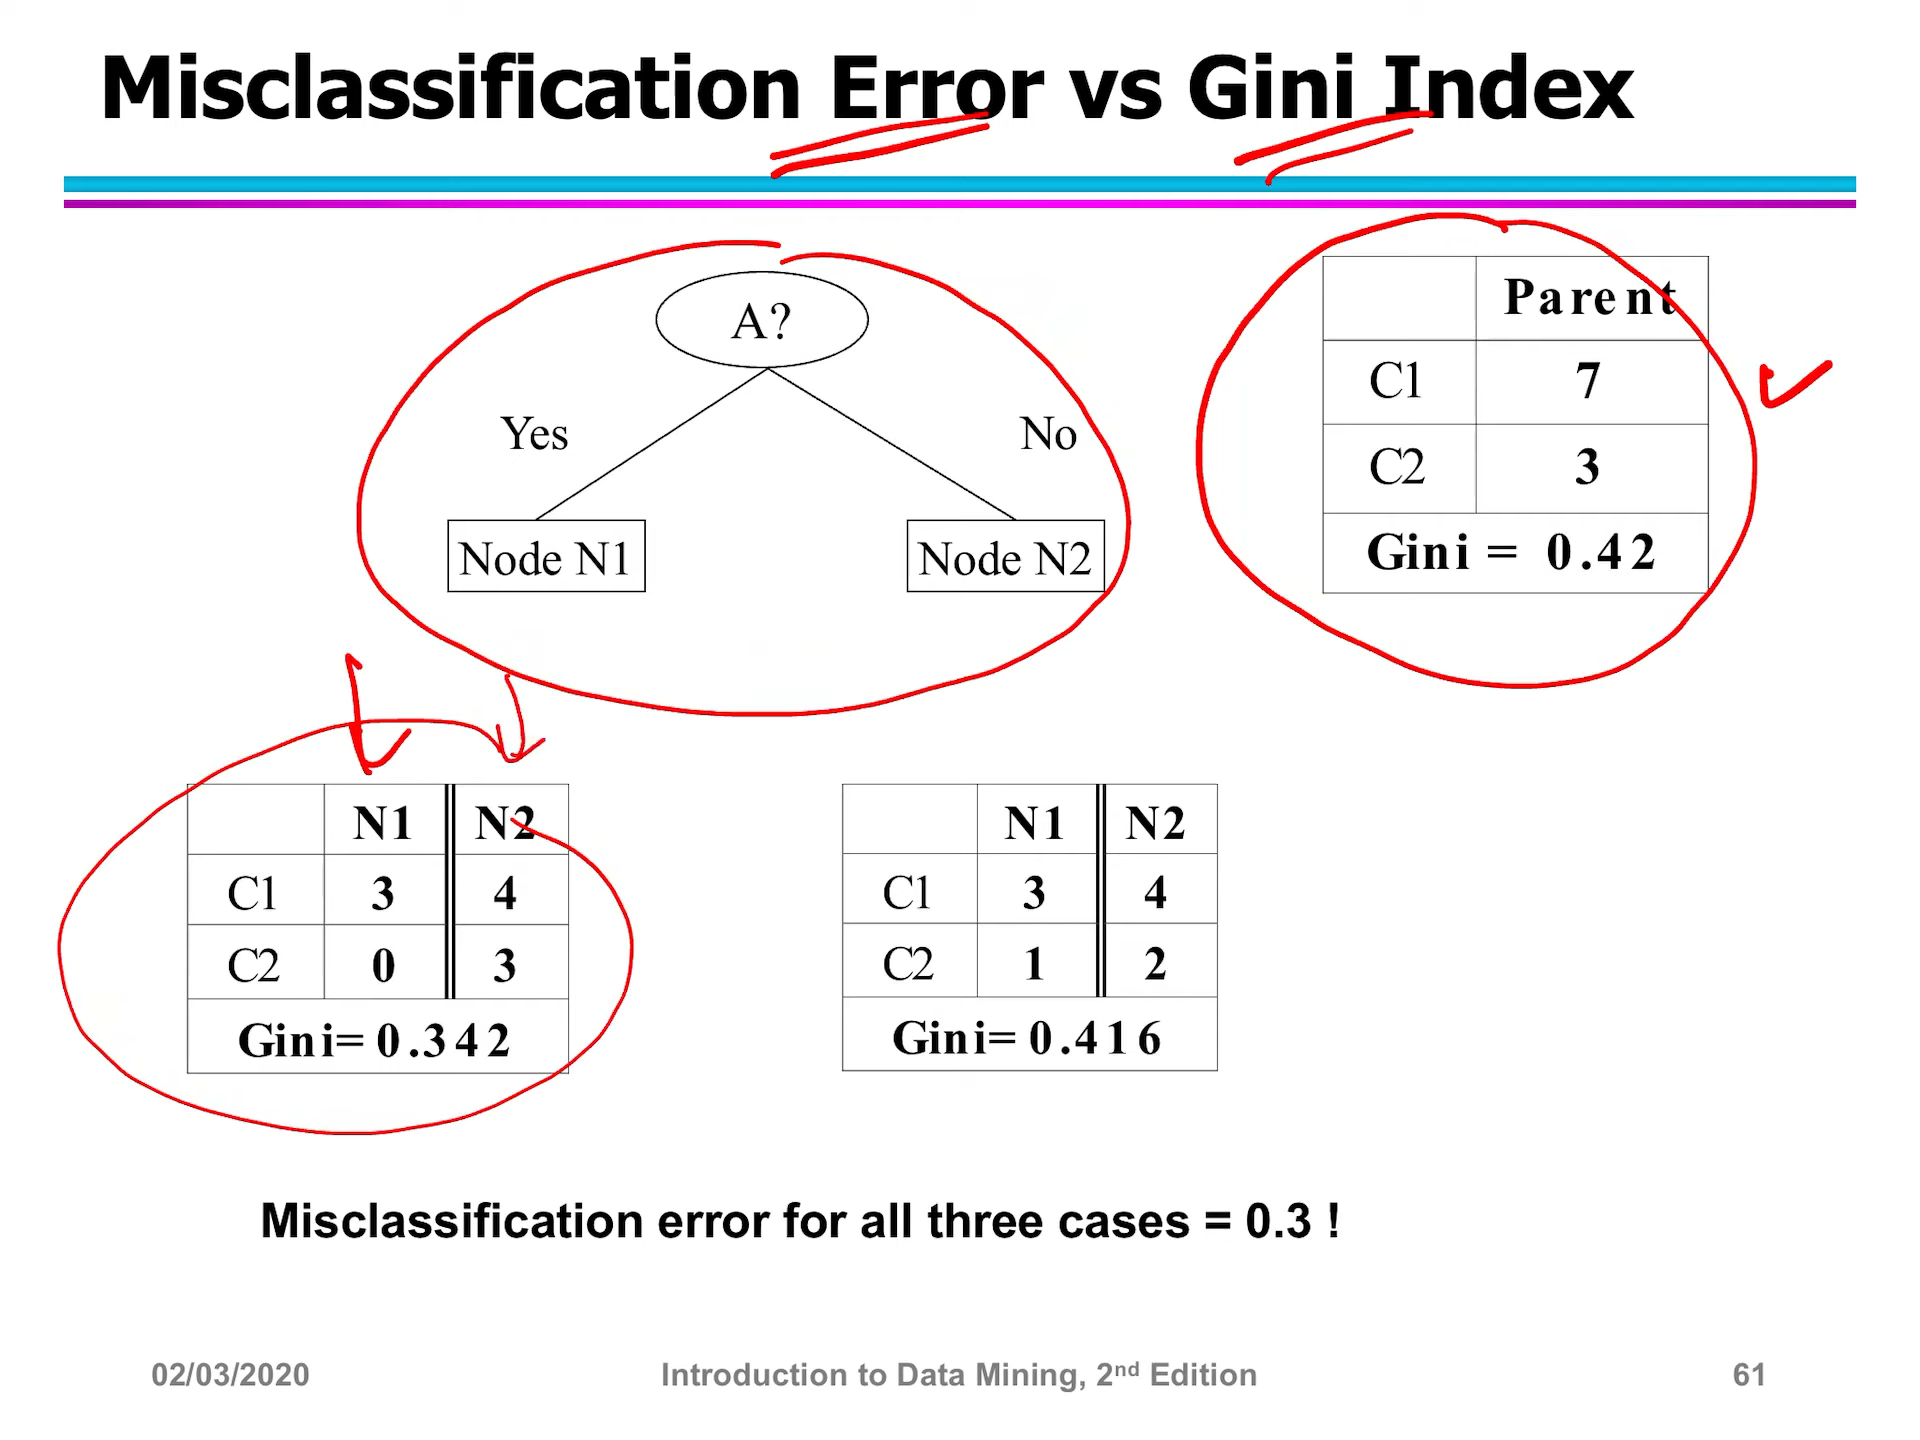 Misclassification Error vs Gini Index
A?
Yes No
Node N1 Node N2
Parent
C1 7
C2 3
Gini = 0.42
N1 N2
C1 3 4
C2 0 3
Gini= 0.342
N1 N2
C1 3 4
C2 1 2
Gini= 0.416
Misclassification error for all three cases = 0.3 !
02/03/2020 Introduction to Data Mining, 2nd Edition 61